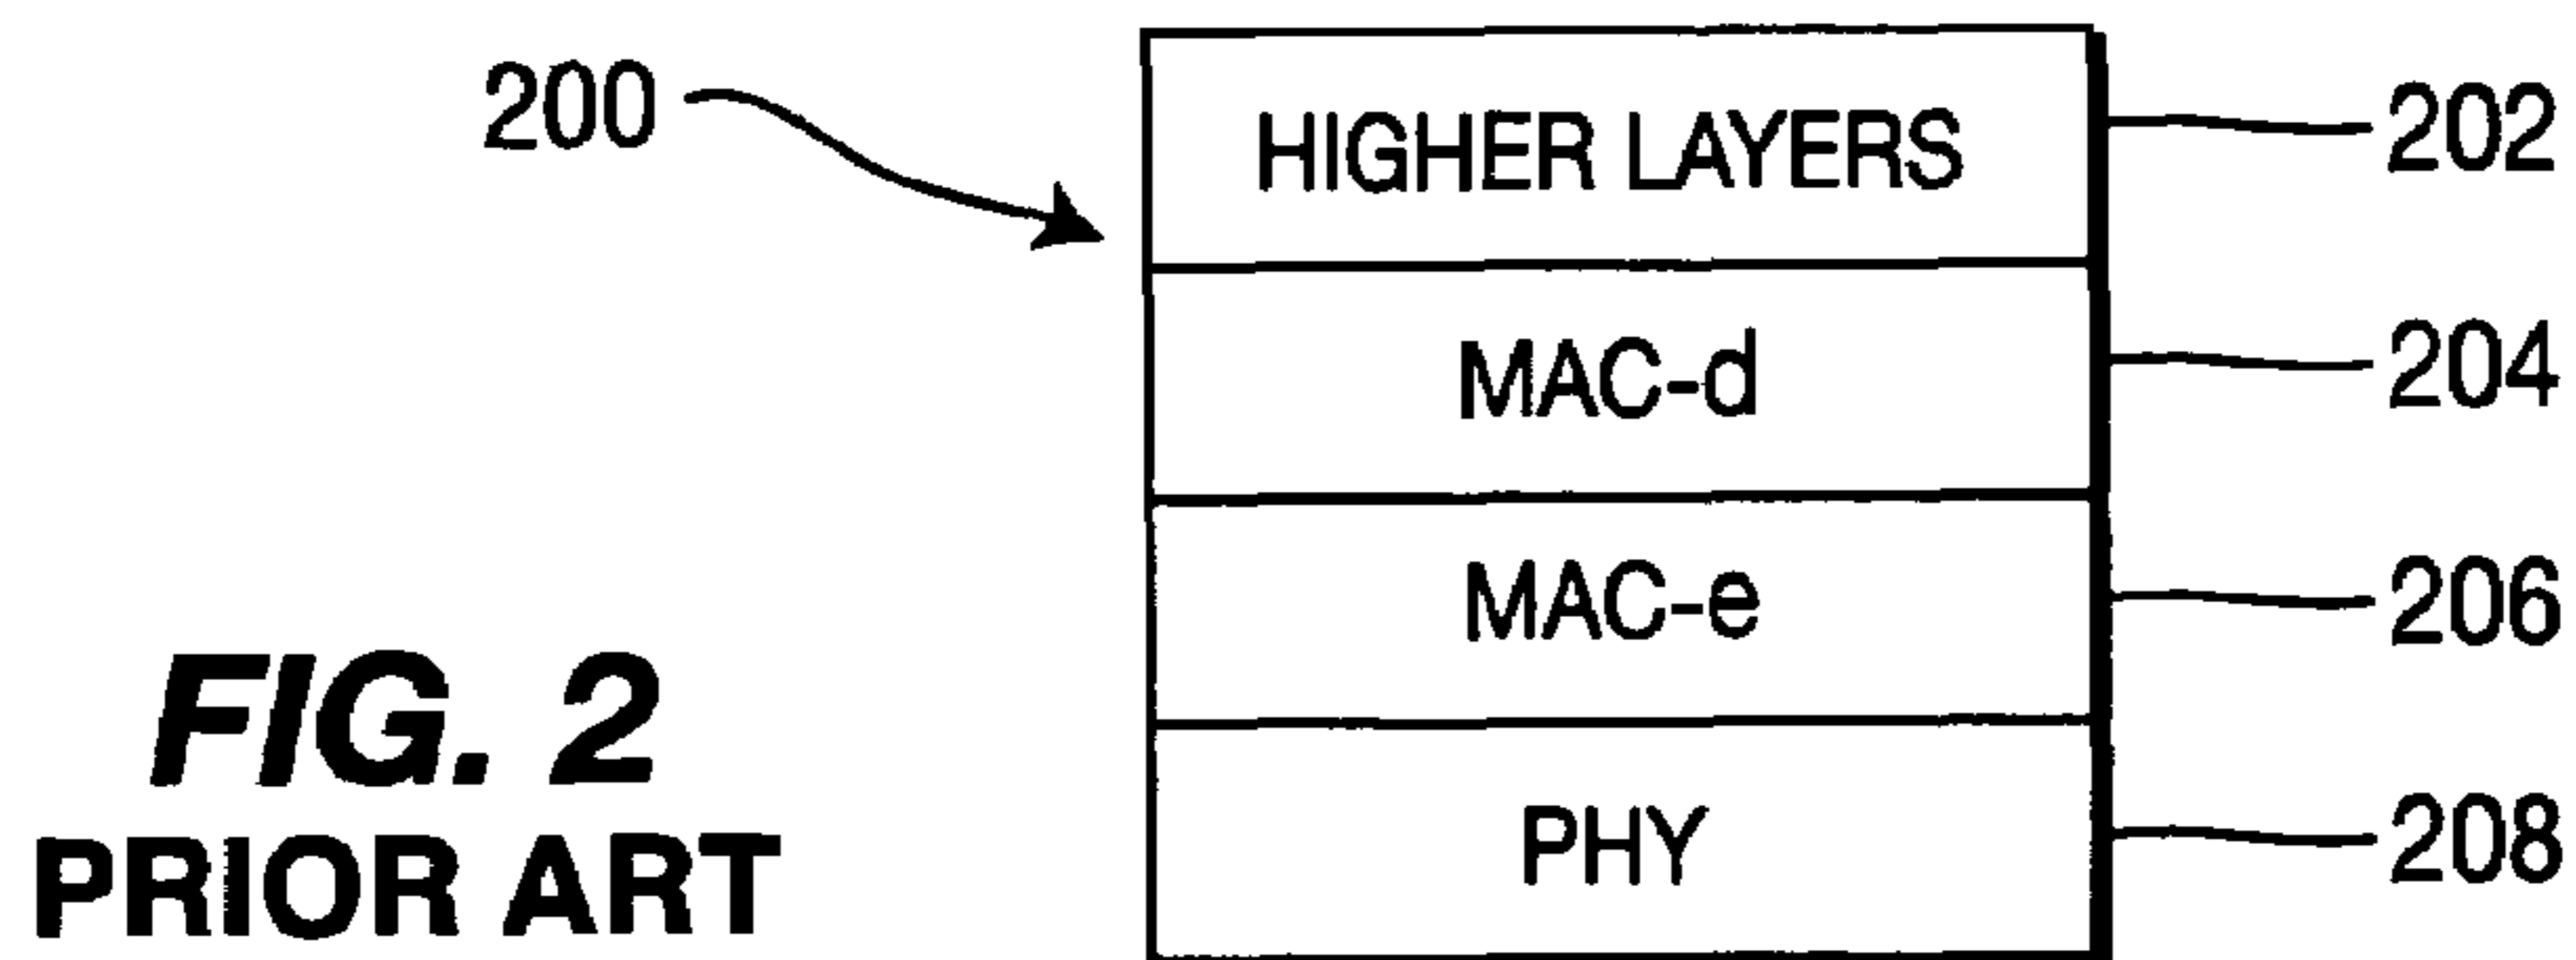 200
HIGHER LAYERS 202
MAC-d 204
MAC-e 206
PHY 208
FIG. 2
PRIOR ART